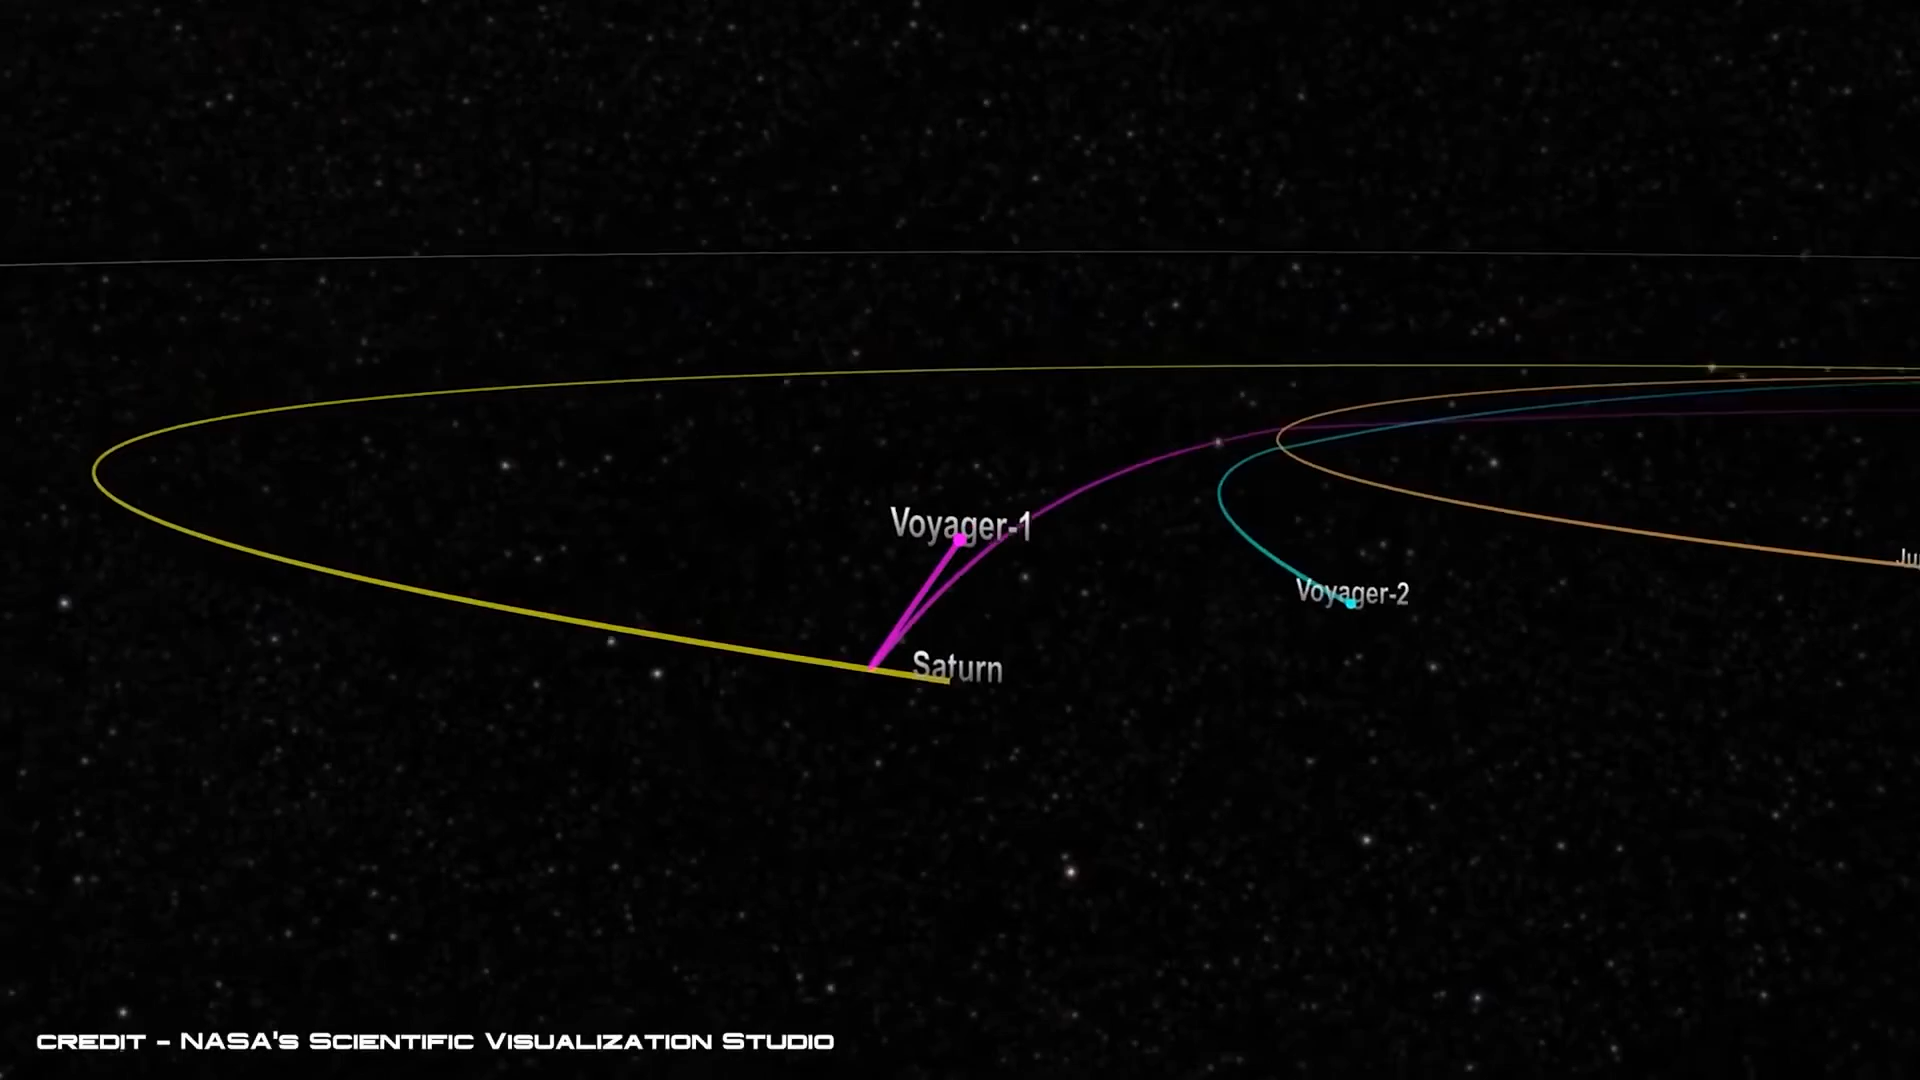 Voyager-1
Voyager-2
Saturn
CREDIT - NASA'S SCIENTIFIC VISUALIZATION STUDIO